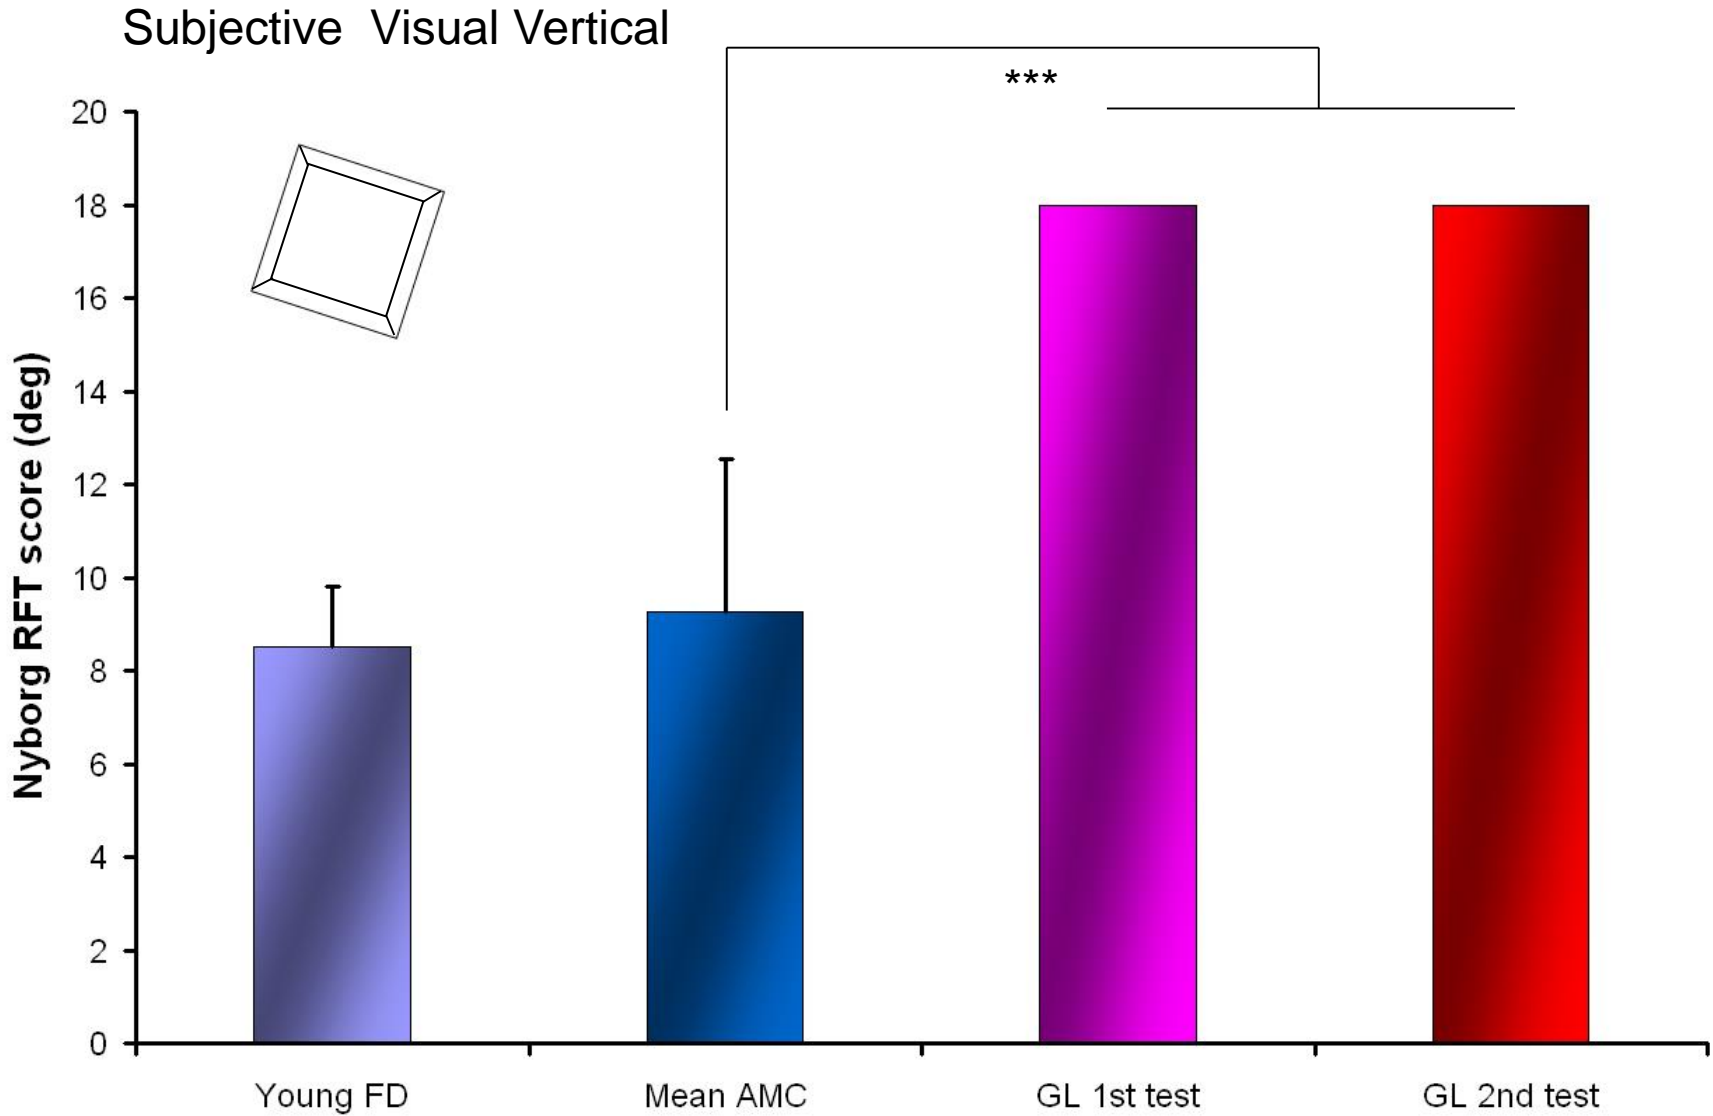 Subjective  Visual Vertical
***
20
18
16
14
12
10
8
6
4
2
0
Nyborg RFT score (deg)
Young FD
Mean AMC
GL 1st test
GL 2nd test